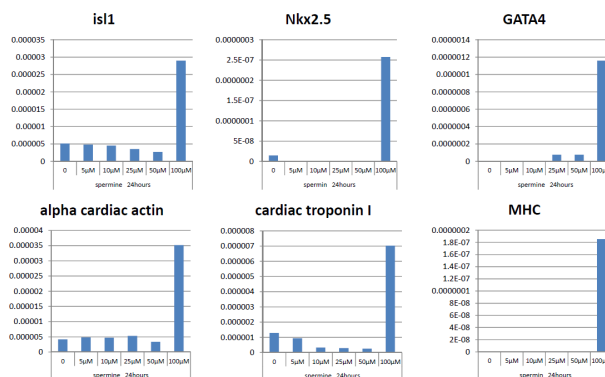 isl1
0.000035
0.00003
0.000025
0.00002
0.000015
0.00001
0.000005
0
0 5μM 10μM 25μM 50μM 100μM
spermine 24hours
Nkx2.5
0.0000003
2.5E-07
0.0000002
1.5E-07
0.0000001
5E-08
0
0 5μM 10μM 25μM 50μM 100μM
spermine 24hours
GATA4
0.0000014
0.0000012
0.000001
0.0000008
0.0000006
0.0000004
0.0000002
0
0 5μM 10μM 25μM 50μM 100μM
spermine 24hours
alpha cardiac actin
0.00004
0.000035
0.00003
0.000025
0.00002
0.000015
0.00001
0.000005
0
0 5μM 10μM 25μM 50μM 100μM
spermine 24hours
cardiac troponin I
0.000008
0.000007
0.000006
0.000005
0.000004
0.000003
0.000002
0.000001
0
0 5μM 10μM 25μM 50μM 100μM
spermine 24hours
MHC
0.0000002
1.8E-07
1.6E-07
1.4E-07
1.2E-07
0.0000001
8E-08
6E-08
4E-08
2E-08
0
0 5μM 10μM 25μM 50μM 100μM
spermine 24hours